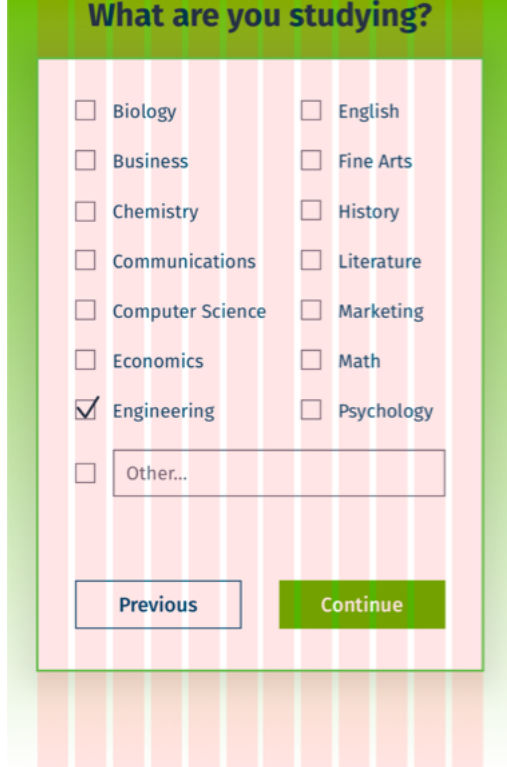 What are you studying?
Biology
English
Business
Fine Arts
Chemistry
History
Communications
Literature
Computer Science
Marketing
Economics
Math
Engineering
Psychology
Other...
Previous
Continue